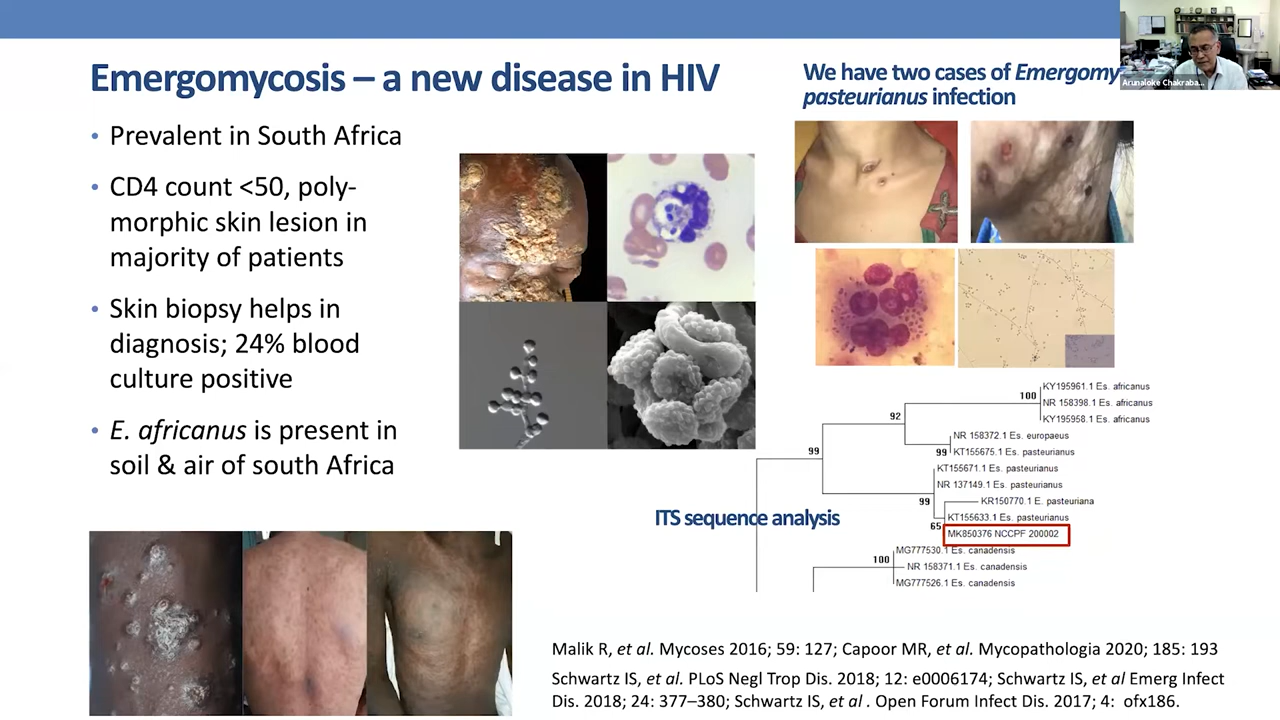 Emergomycosis – a new disease in HIV
• Prevalent in South Africa
• CD4 count <50, poly-
morphic skin lesion in
majority of patients
• Skin biopsy helps in
diagnosis; 24% blood
culture positive
• E. africanus is present in
soil & air of south Africa
We have two cases of Emergomy
pasteurianus infection
Arunaloke Chakraba...
KY195961.1 Es. africanus
100
NR 158398.1 Es. africanus
92
KY195958.1 Es. africanus
NR 158372.1 Es. europaeus
99
99
KT155675.1 Es. pasteurianus
KT155671.1 Es. pasteurianus
NR 137149.1 Es. pasteurianus
99
KR150770.1 E. pasteuriana
ITS sequence analysis
KT155633.1 Es. pasteurianus
65
MK850376 NCCPF 200002
MG777530.1 Es. canadensis
100
NR 158371.1 Es. canadensis
MG777526.1 Es. canadensis
Malik R, et al. Mycoses 2016; 59: 127; Capoor MR, et al. Mycopathologia 2020; 185: 193
Schwartz IS, et al. PLoS Negl Trop Dis. 2018; 12: e0006174; Schwartz IS, et al Emerg Infect
Dis. 2018; 24: 377–380; Schwartz IS, et al . Open Forum Infect Dis. 2017; 4: ofx186.